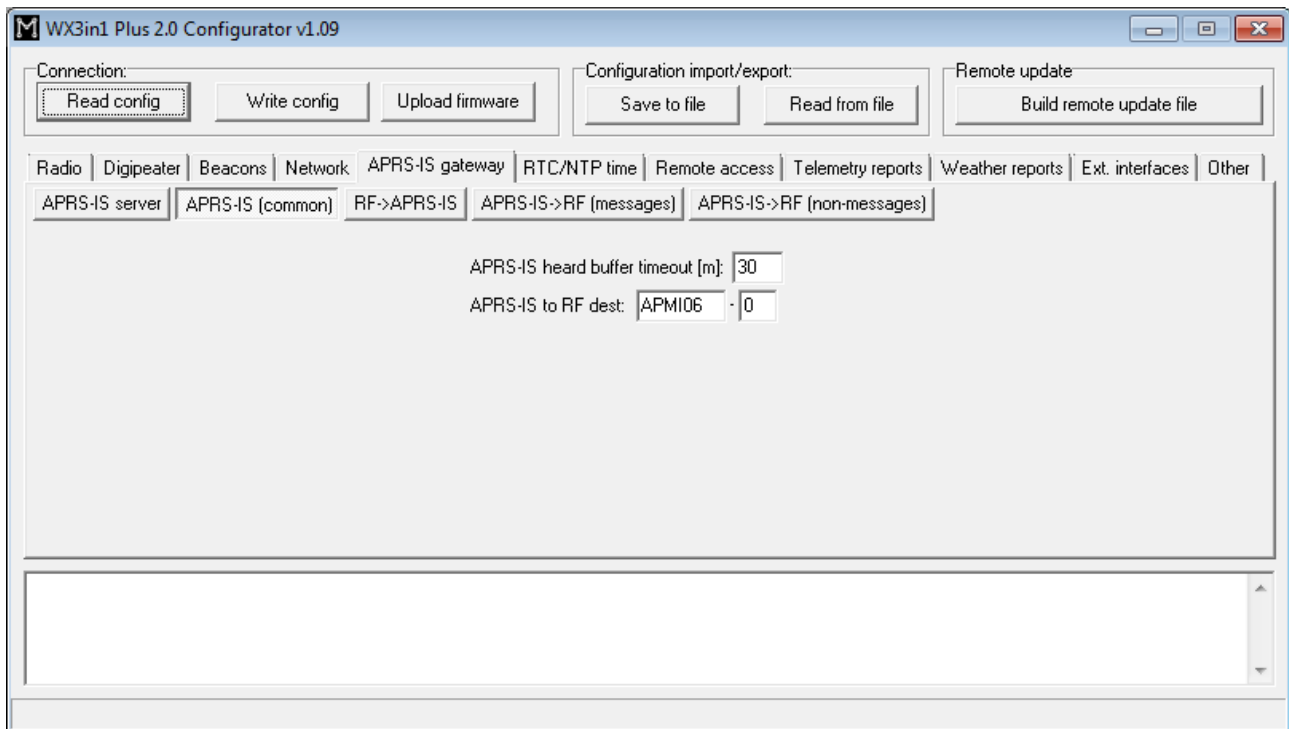 WX3in1 Plus 2.0 Configurator v1.09
Connection: Configuration import/export: Remote update
Read config Write config Upload firmware Save to file Read from file Build remote update file
Radio Digipeater Beacons Network APRS-IS gateway RTC/NTP time Remote access Telemetry reports Weather reports Ext. interfaces Other
APRS-IS server APRS-IS (common) RF->APRS-IS APRS-IS->RF (messages) APRS-IS->RF (non-messages)
APRS-IS heard buffer timeout [m]: 30
APRS-IS to RF dest: APMI06 - 0